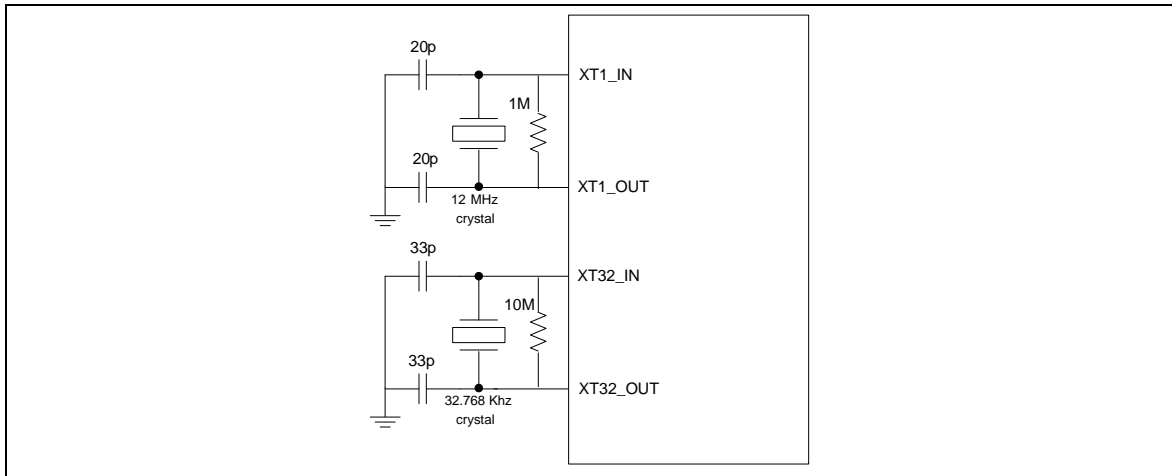 20p
XT1_IN
1M
20p
XT1_OUT
12 MHz
crystal
33p
XT32_IN
10M
33p
XT32_OUT
32.768 Khz
crystal